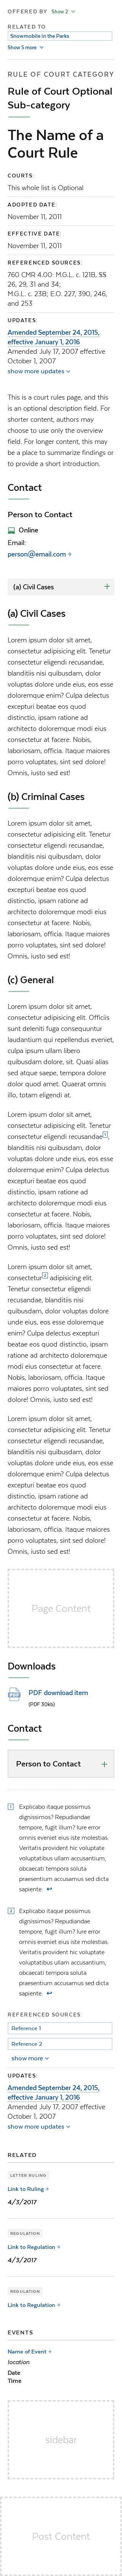 OFFERED BY Show 2
RELATED TO
Snowmobile in the Parks
Show 5 more
RULE OF COURT CATEGORY
Rule of Court Optional
Sub-category
The Name of a
Court Rule
COURTS:
This whole list is Optional
ADOPTED DATE:
November 11, 2011
EFFECTIVE DATE:
November 11, 2011
REFERENCED SOURCES:
760 CMR 4.00: M.G.L. c. 121B, §§
26, 29, 31 and 34;
M.G.L. c. 23B; E.O. 227, 390, 246,
and 253
UPDATES:
Amended September 24, 2015,
effective January 1, 2016
Amended July 17, 2007 effective
October 1, 2007
show more updates
This is a court rules page, and this
is an optional description field. For
shorter content, authors may
choose to only use the overview
field. For longer content, this may
be a place to summarize findings or
to provide a short introduction.
Contact
Person to Contact
Online
Email:
person@email.com
(a) Civil Cases
(a) Civil Cases
Lorem ipsum dolor sit amet,
consectetur adipisicing elit. Tenetur
consectetur adipisicing elit. Tenetur
Tenetur eligendi recusandae,
blanditiis nisi quibusdam, dolor
voluptas dolore unde eius, eos esse
doloremque enim? Culpa delectus
excepturi beatae eos quod
distinctio, ipsam ratione ad
architecto doloremque modi eius
consectetur at facere. Nobis,
laboriosam, officia. Itaque maiores
porro voluptates, sint sed dolore!
Omnis, iusto sed est!
(b) Criminal Cases
Lorem ipsum dolor sit amet,
consectetur adipisicing elit. Tenetur
consectetur adipisicing elit. Tenetur
Tenetur eligendi recusandae,
blanditiis nisi quibusdam, dolor
voluptas dolore unde eius, eos esse
doloremque enim? Culpa delectus
excepturi beatae eos quod
distinctio, ipsam ratione ad
architecto doloremque modi eius
consectetur at facere. Nobis,
laboriosam, officia. Itaque maiores
porro voluptates, sint sed dolore!
Omnis, iusto sed est!
(c) General
Lorem ipsum dolor sit amet,
consectetur adipisicing elit. Officiis
sunt deleniti fuga consequuntur
laudantium qui repellendus eveniet,
culpa ipsum ullam libero
quibusdam dolore, sit. Quasi alias
sed atque saepe, tempora dolore
dolor dolor amet. Quaerat omnis
illo, totam eligendi at.
Lorem ipsum dolor sit amet,
consectetur adipisicing elit. Tenetur
consectetur adipisicing elit. Tenetur
Tenetur eligendi recusandae1,
blanditiis nisi quibusdam, dolor
voluptas dolore unde eius, eos esse
doloremque enim? Culpa delectus
excepturi beatae eos quod
distinctio, ipsam ratione ad
architecto doloremque modi eius
consectetur at facere. Nobis,
laboriosam, officia. Itaque maiores
porro voluptates, sint sed dolore!
Omnis, iusto sed est!
Lorem ipsum dolor sit amet,
consectetur2 adipisicing elit.
Tenetur consectetur eligendi
recusandae, blanditiis nisi
quibusdam, dolor voluptas dolore
unde eius, eos esse doloremque
enim? Culpa delectus excepturi
beatae eos quod distinctio, ipsam
ratione ad architecto doloremque
modi eius consectetur at facere.
Nobis, laboriosam, officia. Itaque
maiores porro voluptates, sint sed
dolore! Omnis, iusto sed est!
Lorem ipsum dolor sit amet,
consectetur adipisicing elit. Tenetur
consectetur adipisicing elit. Tenetur
Tenetur eligendi recusandae,
blanditiis nisi quibusdam, dolor
voluptas dolore unde eius, eos esse
doloremque enim? Culpa delectus
excepturi beatae eos quod
distinctio, ipsam ratione ad
architecto doloremque modi eius
consectetur at facere. Nobis,
laboriosam, officia. Itaque maiores
porro voluptates, sint sed dolore!
Omnis, iusto sed est!
Page Content
Downloads
PDF download item
(PDF 30kb)
Contact
Person to Contact
1 Explicabo itaque possimus
dignissimos? Repudiandae
tempore, fugit illum? Iure error
omnis eveniet eius iste molestias.
Veritatis provident hic voluptate
voluptatibus ullam accusantium,
obcaecati tempora soluta
praesentium accusamus sed dicta
sapiente.
2 Explicabo itaque possimus
dignissimos? Repudiandae
tempore, fugit illum? Iure error
omnis eveniet eius iste molestias.
Veritatis provident hic voluptate
voluptatibus ullam accusantium,
obcaecati tempora soluta
praesentium accusamus sed dicta
sapiente.
REFERENCED SOURCES:
Reference 1
Reference 2
show more
UPDATES:
Amended September 24, 2015,
effective January 1, 2016
Amended July 17, 2007 effective
October 1, 2007
show more updates
RELATED
LETTER RULING
Link to Ruling
4/3/2017
REGULATION
Link to Regulation
4/3/2017
REGULATION
Link to Regulation
EVENTS
Name of Event
location
Date
Time
sidebar
Post Content